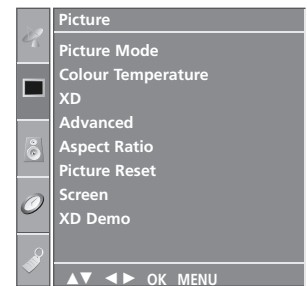 Picture
Picture Mode
Colour Temperature
XD
Advanced
Aspect Ratio
Picture Reset
Screen
XD Demo
▲▼ ◄► OK MENU